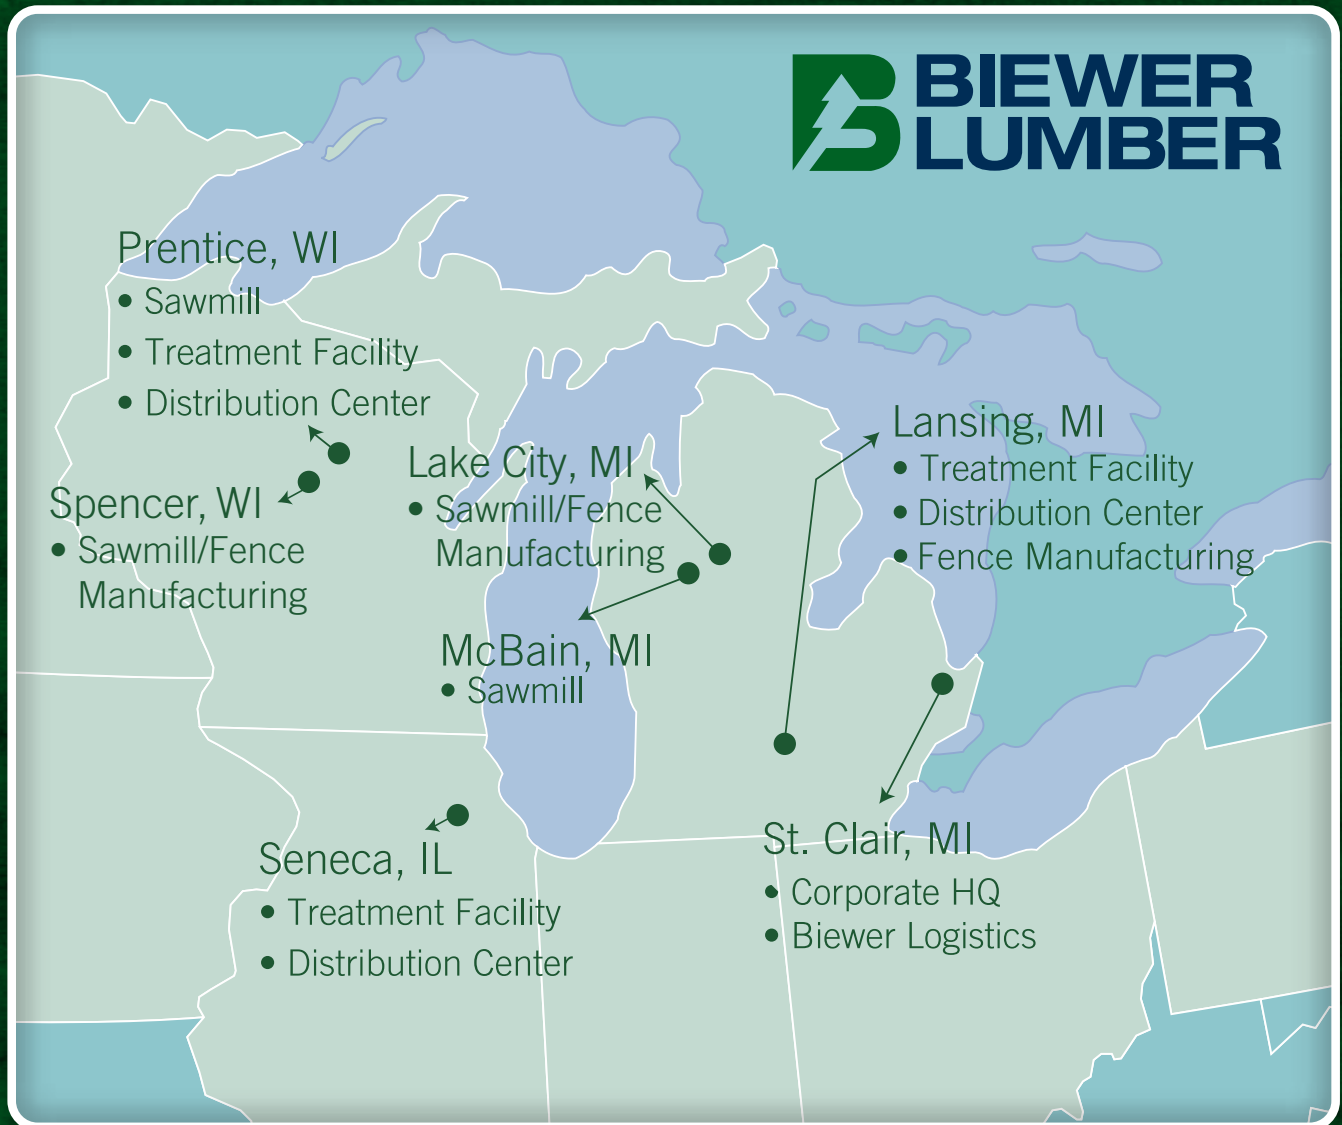 BIEWER
LUMBER
Prentice, WI
• Sawmill
• Treatment Facility
• Distribution Center
Spencer, WI
• Sawmill/Fence
Manufacturing
Lake City, MI
• Sawmill/Fence
Manufacturing
McBain, MI
• Sawmill
Lansing, MI
• Treatment Facility
• Distribution Center
• Fence Manufacturing
Seneca, IL
• Treatment Facility
• Distribution Center
St. Clair, MI
• Corporate HQ
• Biewer Logistics